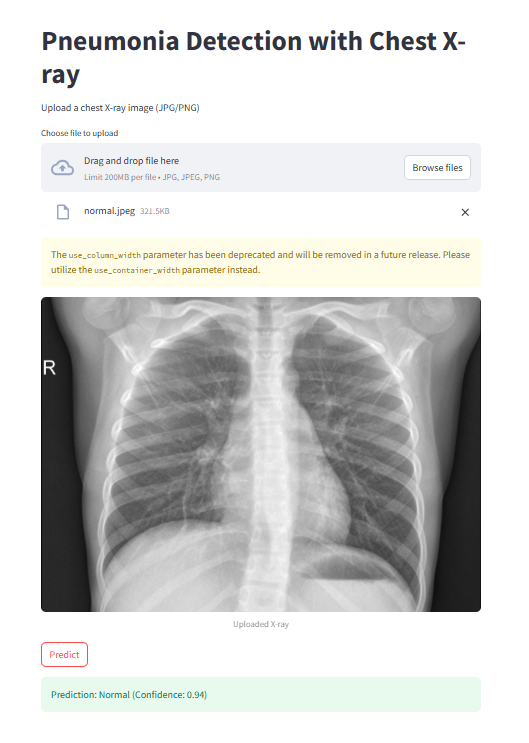 Pneumonia Detection with Chest X-
ray
Upload a chest X-ray image (JPG/PNG)
Choose file to upload
Drag and drop file here
Limit 200MB per file • JPG, JPEG, PNG
Browse files
normal.jpeg 321.5KB
The use_column_width parameter has been deprecated and will be removed in a future release. Please
utilize the use_container_width parameter instead.
R
Uploaded X-ray
Predict
Prediction: Normal (Confidence: 0.94)